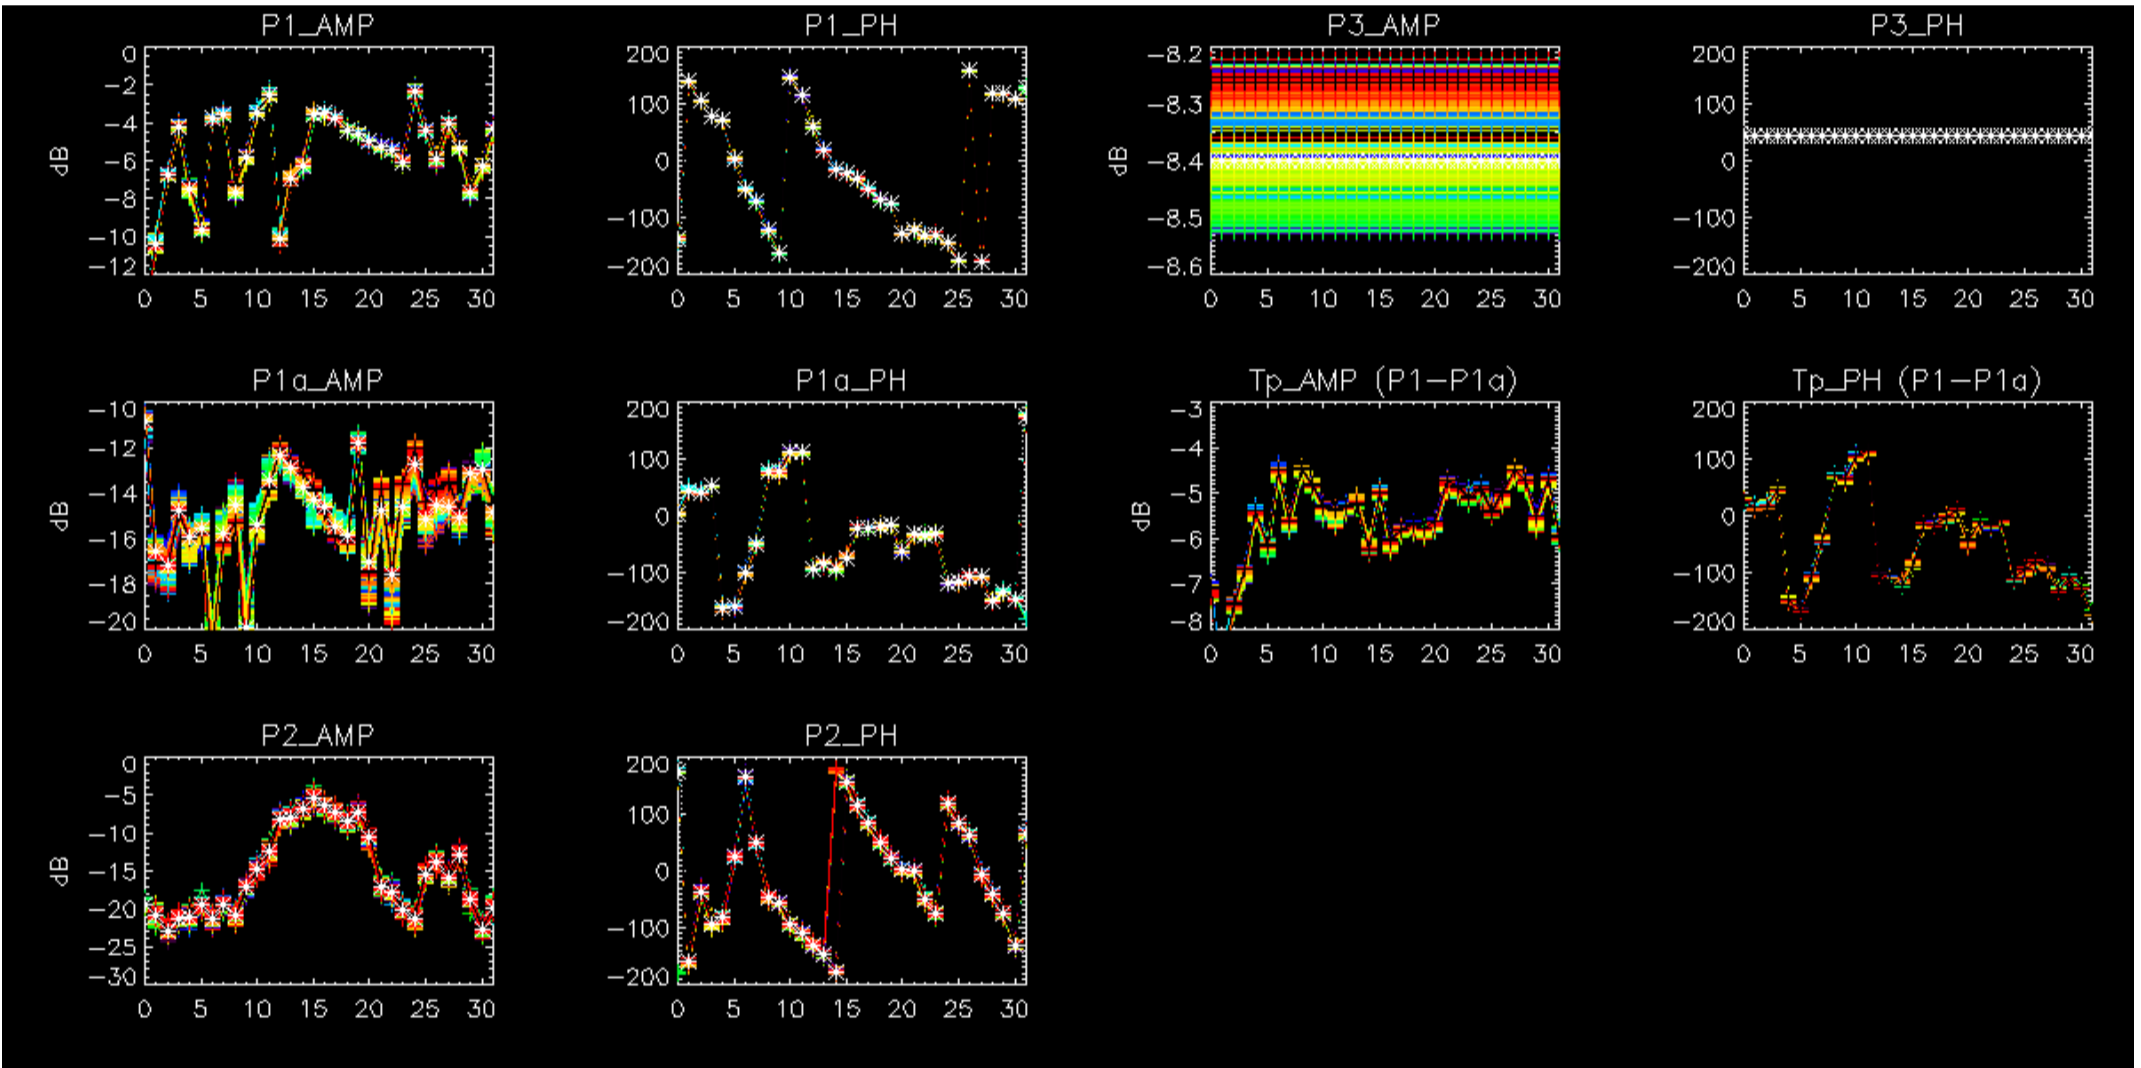 P1_AMP
dB
0
-2
-4
-6
-8
-10
-12
0 5 10 15 20 25 30
P1_PH
200
100
0
-100
-200
0 5 10 15 20 25 30
P3_AMP
dB
-8.2
-8.3
-8.4
-8.5
-8.6
0 5 10 15 20 25 30
P3_PH
200
100
0
-100
-200
0 5 10 15 20 25 30
P1a_AMP
dB
-10
-12
-14
-16
-18
-20
0 5 10 15 20 25 30
P1a_PH
200
100
0
-100
-200
0 5 10 15 20 25 30
Tp_AMP (P1-P1a)
dB
-3
-4
-5
-6
-7
-8
0 5 10 15 20 25 30
Tp_PH (P1-P1a)
200
100
0
-100
-200
0 5 10 15 20 25 30
P2_AMP
dB
0
-5
-10
-15
-20
-25
-30
0 5 10 15 20 25 30
P2_PH
200
100
0
-100
-200
0 5 10 15 20 25 30